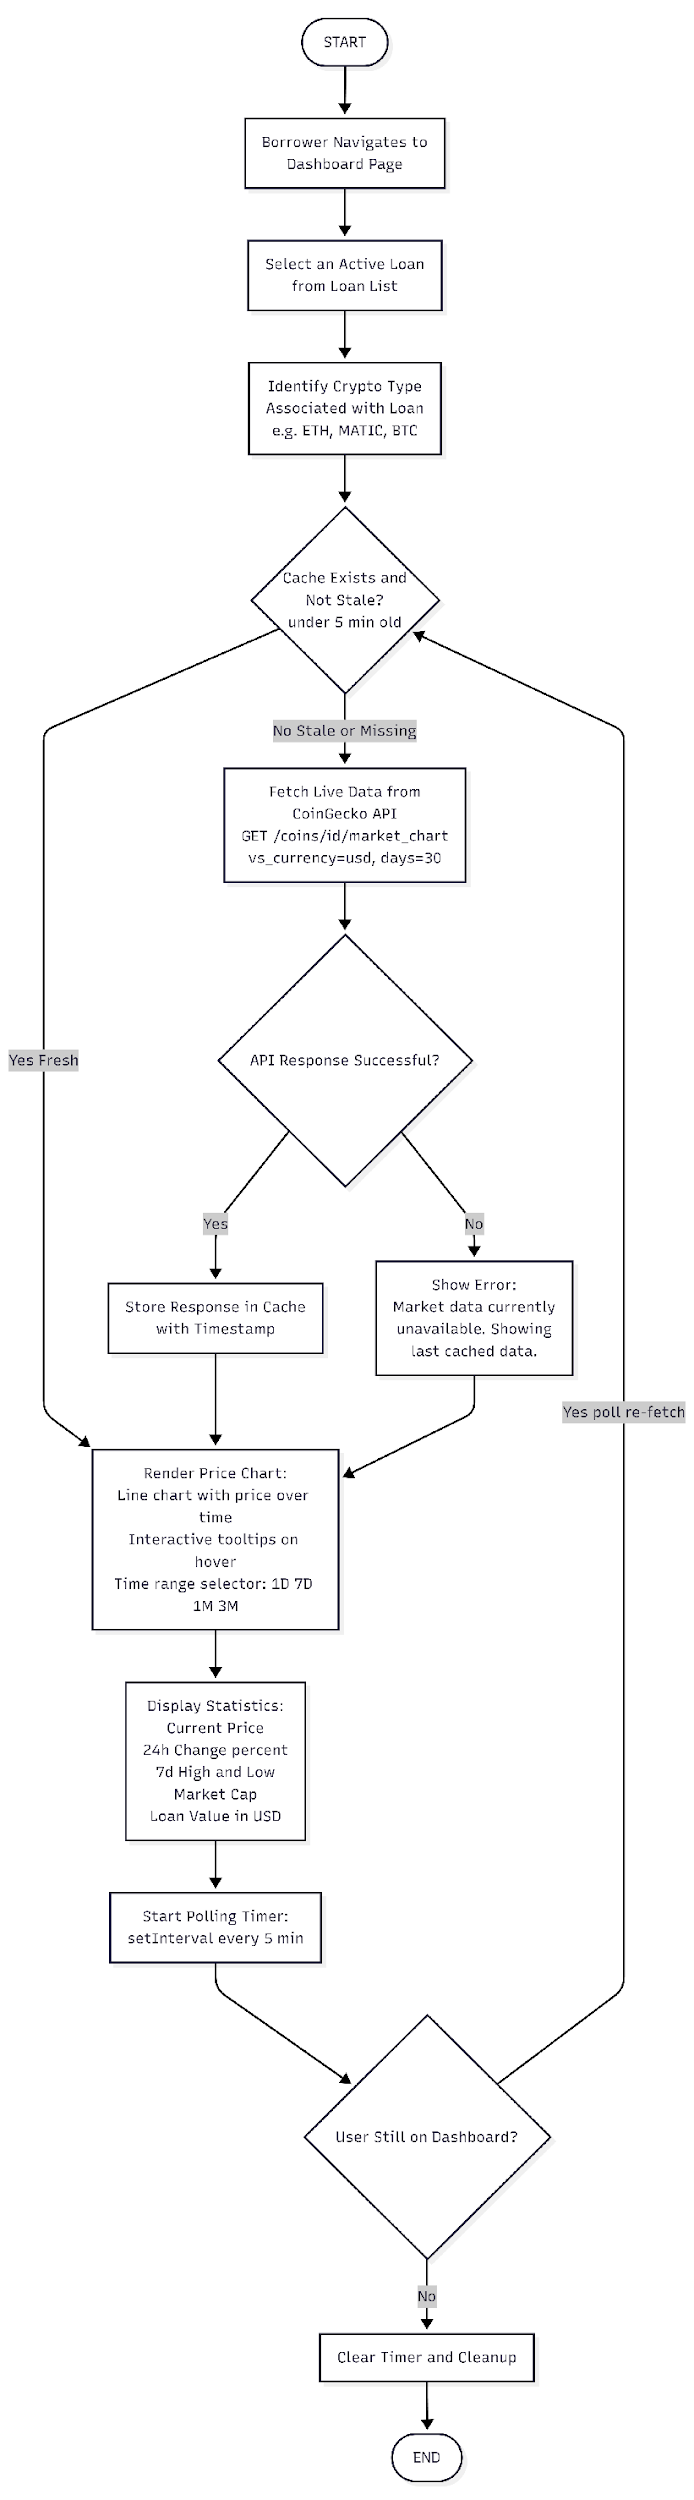 START
Borrower Navigates to
Dashboard Page
Select an Active Loan
from Loan List
Identify Crypto Type
Associated with Loan
e.g. ETH, MATIC, BTC
Cache Exists and
Not Stale?
under 5 min old
No Stale or Missing
Fetch Live Data from
CoinGecko API
GET /coins/id/market_chart
vs_currency=usd, days=30
Yes Fresh
API Response Successful?
Yes
No
Store Response in Cache
with Timestamp
Show Error:
Market data currently
unavailable. Showing
last cached data.
Yes poll re-fetch
Render Price Chart:
Line chart with price over
time
Interactive tooltips on
hover
Time range selector: 1D 7D
1M 3M
Display Statistics:
Current Price
24h Change percent
7d High and Low
Market Cap
Loan Value in USD
Start Polling Timer:
setInterval every 5 min
User Still on Dashboard?
No
Clear Timer and Cleanup
END